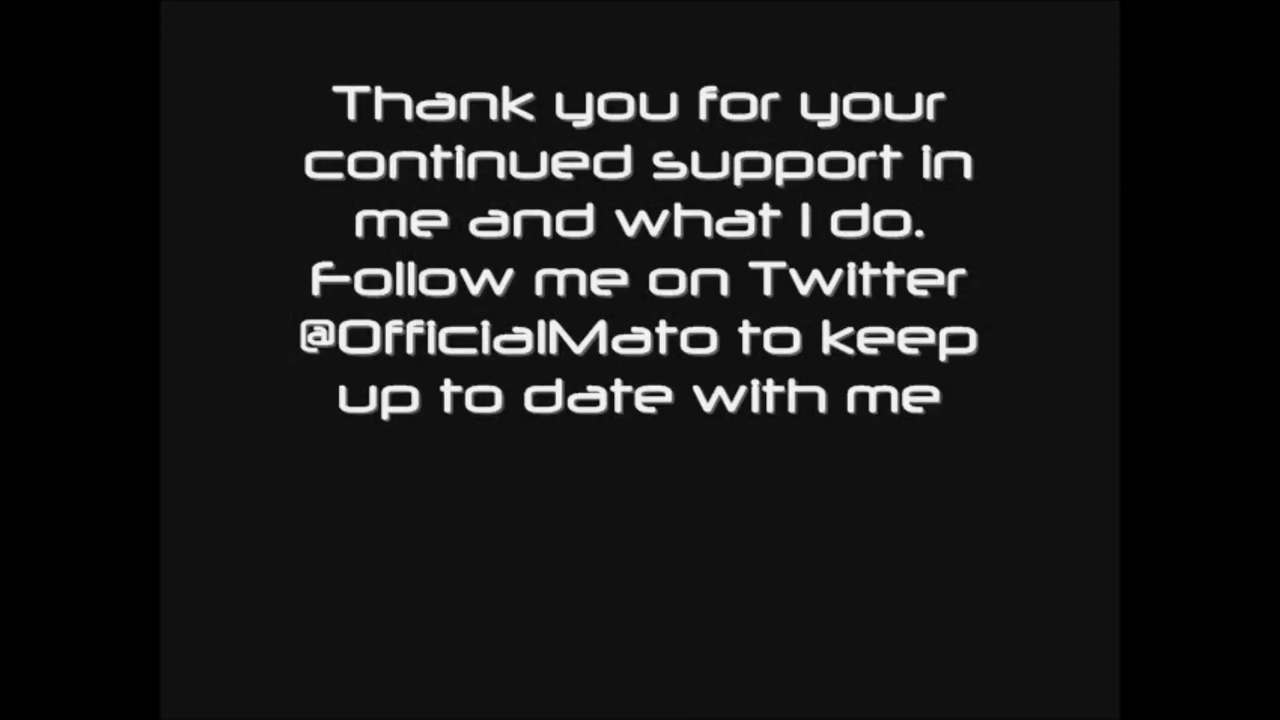 Thank you for your
continued support in
me and what I do.
Follow me on Twitter
@OfficialMato to keep
up to date with me